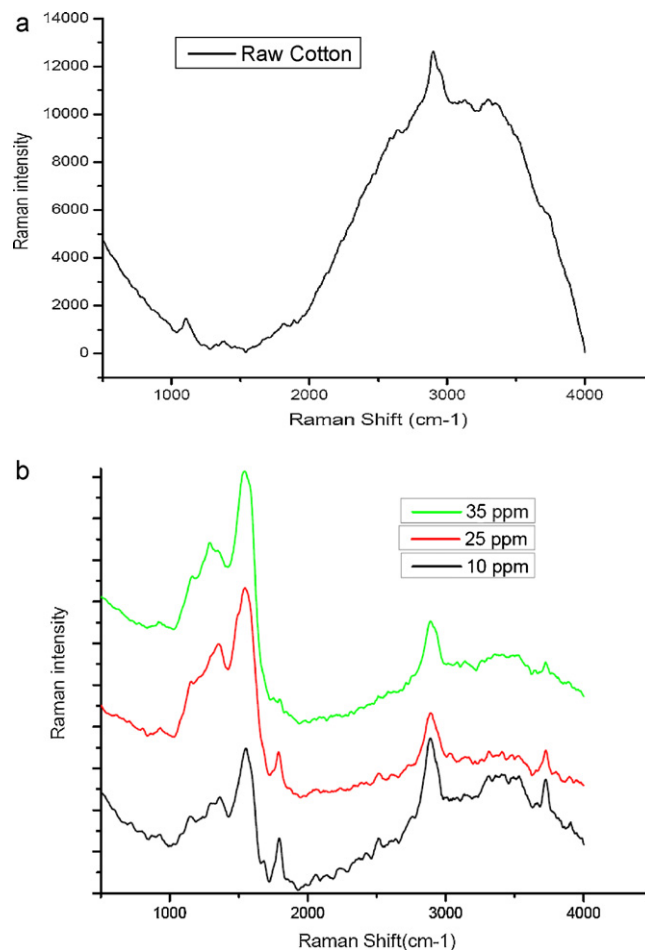 a
14000
12000
10000
8000
6000
4000
2000
0
Raman intensity
Raw Cotton
1000 2000 3000 4000
Raman Shift (cm-1)
b
Raman intensity
35 ppm
25 ppm
10 ppm
1000 2000 3000 4000
Raman Shift(cm-1)